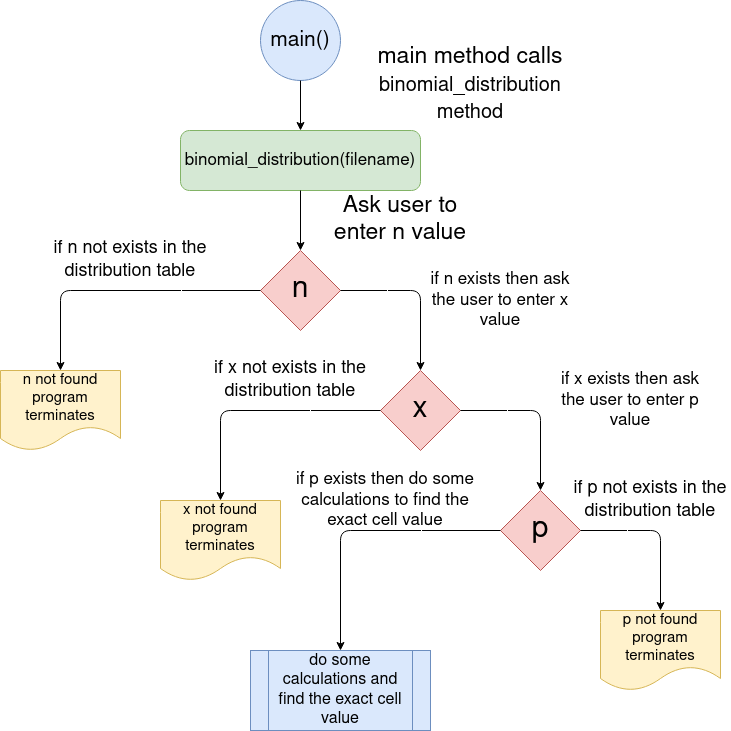 main()
main method calls
binomial_distribution
method
binomial_distribution(filename)
Ask user to
enter n value
if n not exists in the
distribution table
n
if n exists then ask
the user to enter x
value
n not found
program
terminates
if x not exists in the
distribution table
x
if x exists then ask
the user to enter p
value
x not found
program
terminates
if p exists then do some
calculations to find the
exact cell value
p
if p not exists in the
distribution table
p not found
program
terminates
do some
calculations and
find the exact cell
value